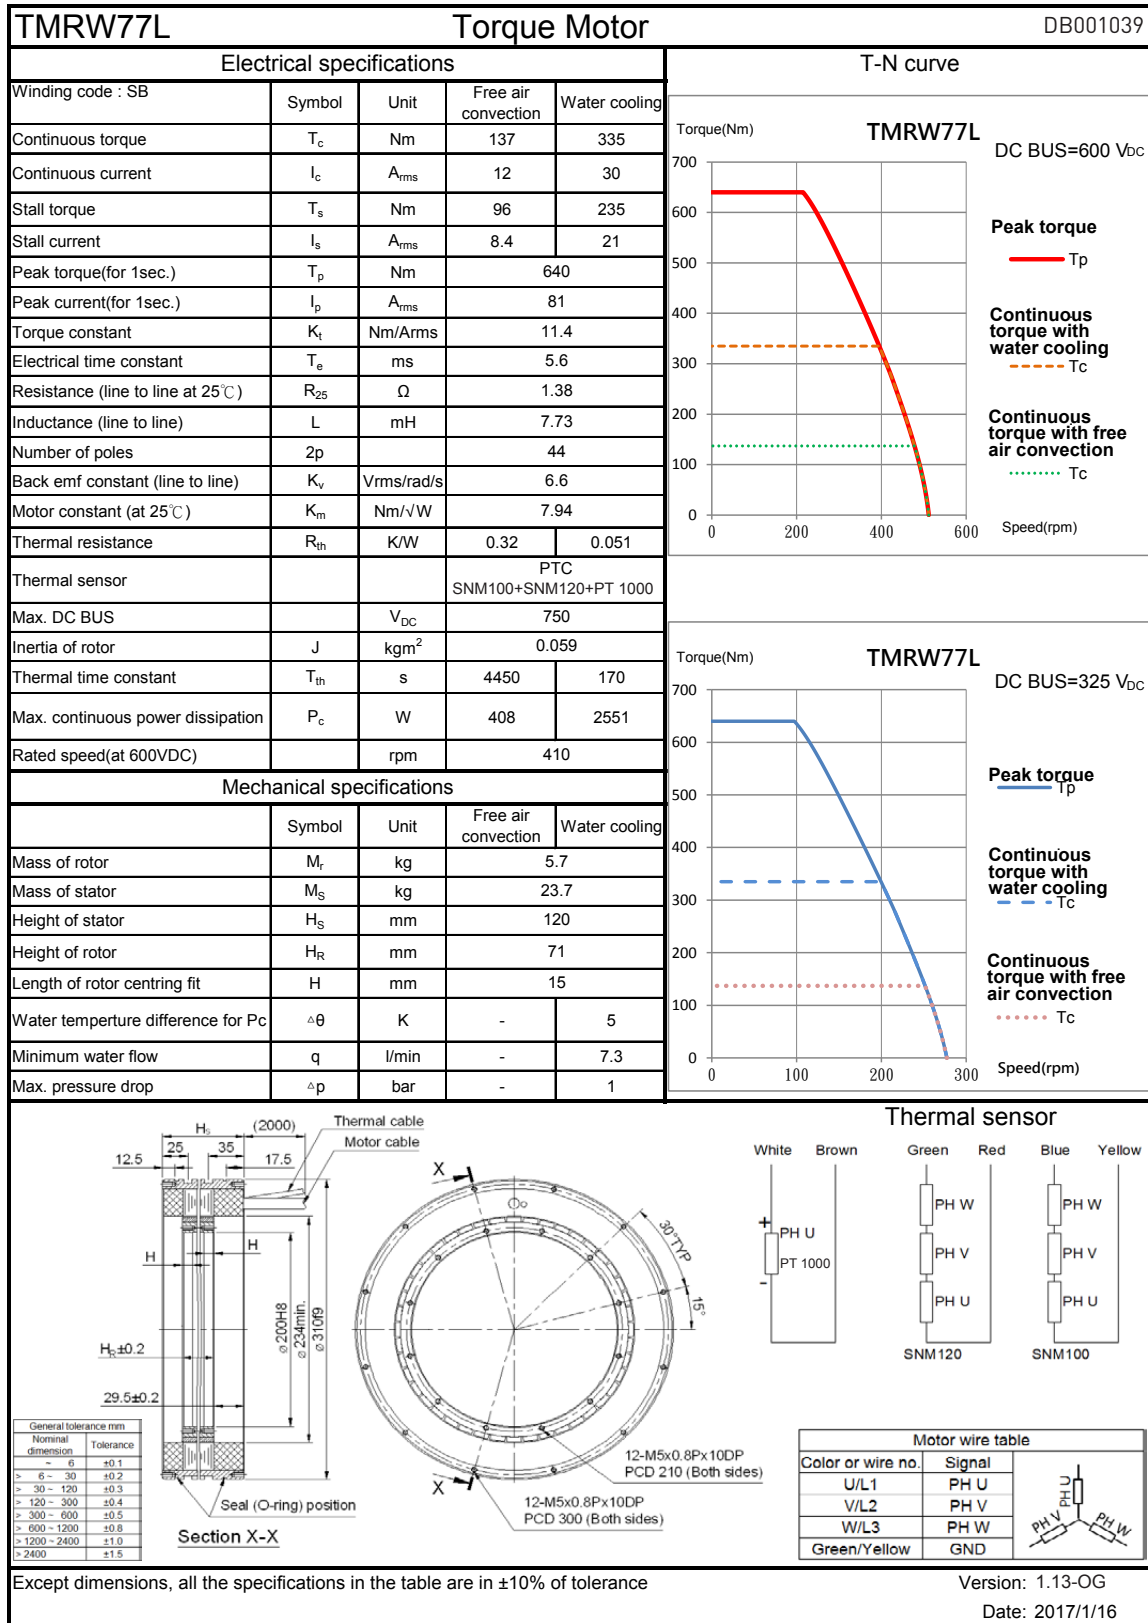 TMRW77L Torque Motor DB001039
Electrical specifications
Winding code : SB Symbol Unit Free air convection Water cooling
Continuous torque Tc Nm 137 335
Continuous current Ic Arms 12 30
Stall torque Ts Nm 96 235
Stall current Is Arms 8.4 21
Peak torque(for 1sec.) Tp Nm 640
Peak current(for 1sec.) Ip Arms 81
Torque constant Kt Nm/Arms 11.4
Electrical time constant Te ms 5.6
Resistance (line to line at 25℃) R25 Ω 1.38
Inductance (line to line) L mH 7.73
Number of poles 2p 44
Back emf constant (line to line) Kv Vrms/rad/s 6.6
Motor constant (at 25℃) Km Nm/√W 7.94
Thermal resistance Rth K/W 0.32 0.051
Thermal sensor PTC SNM100+SNM120+PT 1000
Max. DC BUS VDC 750
Inertia of rotor J kgm² 0.059
Thermal time constant Tth s 4450 170
Max. continuous power dissipation Pc W 408 2551
Rated speed(at 600VDC) rpm 410
Mechanical specifications
Symbol Unit Free air convection Water cooling
Mass of rotor Mr kg 5.7
Mass of stator MS kg 23.7
Height of stator HS mm 120
Height of rotor HR mm 71
Length of rotor centring fit H mm 15
Water temperture difference for Pc △θ K - 5
Minimum water flow q l/min - 7.3
Max. pressure drop △p bar - 1
T-N curve
Torque(Nm)
TMRW77L
DC BUS=600 VDC
700
600
500
400
300
200
100
0
0 200 400 600
Speed(rpm)
Peak torque
Tp
Continuous
torque with
water cooling
Tc
Continuous
torque with free
air convection
Tc
Torque(Nm)
TMRW77L
DC BUS=325 VDC
700
600
500
400
300
200
100
0
0 100 200 300
Speed(rpm)
Peak torque
Tp
Continuous
torque with
water cooling
Tc
Continuous
torque with free
air convection
Tc
HS (2000)
Thermal cable
Motor cable
25 35
12.5 17.5
H H
⌀200H8
⌀234min.
⌀310f9
HR±0.2
29.5±0.2
Seal (O-ring) position
Section X-X
X
X
30°TYP
15°
12-M5x0.8Px10DP
PCD 210 (Both sides)
12-M5x0.8Px10DP
PCD 300 (Both sides)
General tolerance mm
Nominal dimension Tolerance
~ 6 ±0.1
> 6 ~ 30 ±0.2
> 30 ~ 120 ±0.3
> 120 ~ 300 ±0.4
> 300 ~ 600 ±0.5
> 600 ~ 1200 ±0.8
> 1200 ~ 2400 ±1.0
> 2400 ±1.5
Thermal sensor
White Brown Green Red Blue Yellow
+
PH U
PT 1000
-
PH W
PH V
PH U
SNM120
PH W
PH V
PH U
SNM100
Motor wire table
Color or wire no. Signal
U/L1 PH U
V/L2 PH V
W/L3 PH W
Green/Yellow GND
PH U
PH V
PH W
Except dimensions, all the specifications in the table are in ±10% of tolerance
Version: 1.13-OG
Date: 2017/1/16